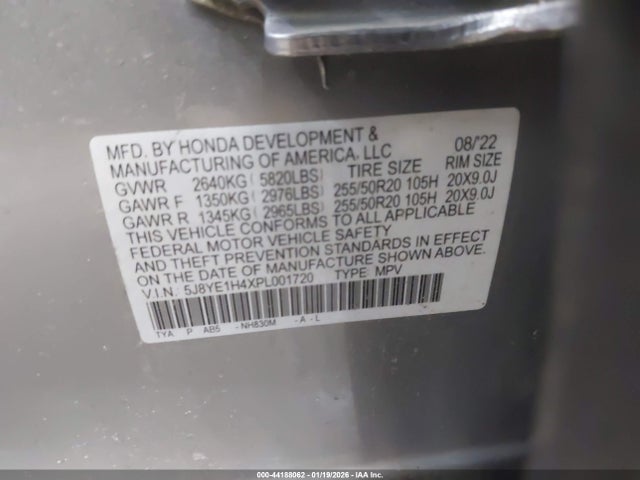 MFD. BY HONDA DEVELOPMENT & 08/'22
MANUFACTURING OF AMERICA, LLC
TIRE SIZE RIM SIZE
GVWR 2640KG( 5820LBS)
GAWR F 1350KG( 2976LBS) 255/50R20 105H 20X9.0J
GAWR R 1345KG( 2965LBS) 255/50R20 105H 20X9.0J
THIS VEHICLE CONFORMS TO ALL APPLICABLE
FEDERAL MOTOR VEHICLE SAFETY
AND THEFT PREVENTION STANDARDS IN EFFECT
ON THE DATE OF MANUFACTURE SHOWN ABOVE.
V.I.N. 5J8YE1H4XPL001720 TYPE: MPV
TYA P AB5 -NH830M -A -L
000-44188062 - 01/19/2026 - IAA Inc.